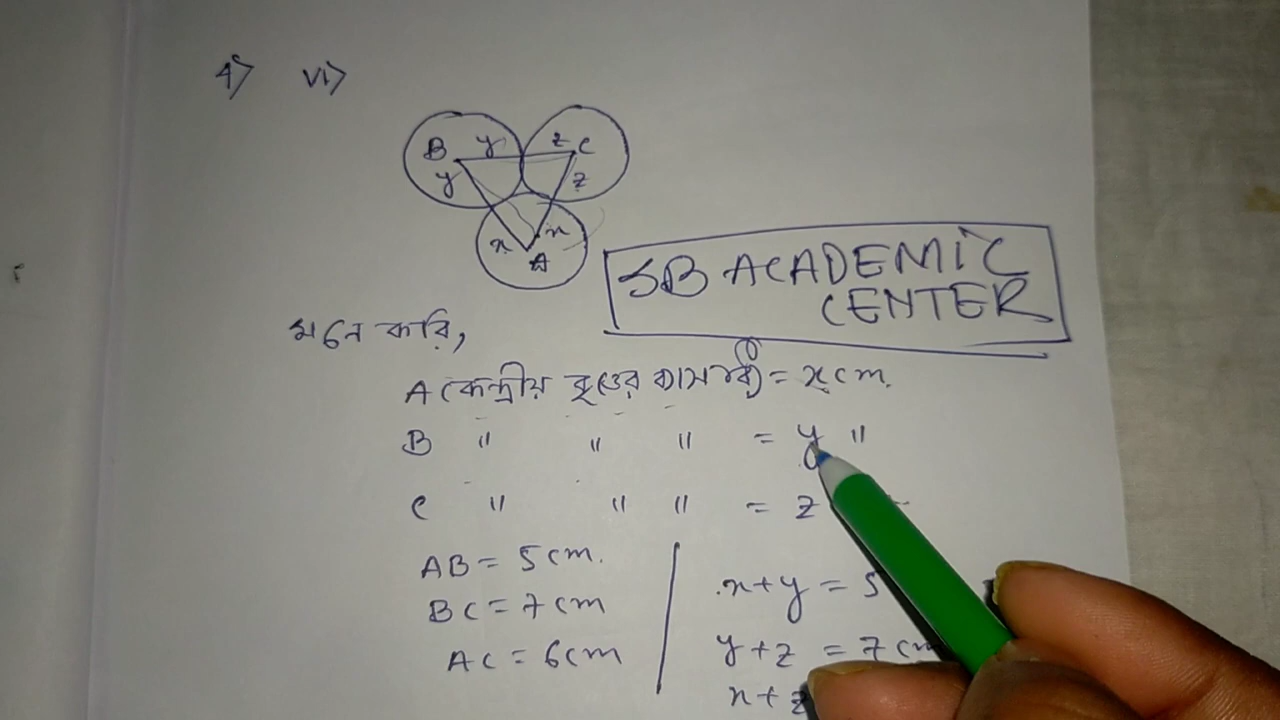 4) vi)
B y z C
y z
x x
A
SB ACADEMIC
CENTER
মনে করি,
A কেন্দ্রীয় বৃত্তের ব্যাসার্ধ = x cm.
B " " " = y "
C " " " = z
AB = 5 cm.
BC = 7 cm
AC = 6 cm
x + y = 5
y + z = 7 cm
x + z